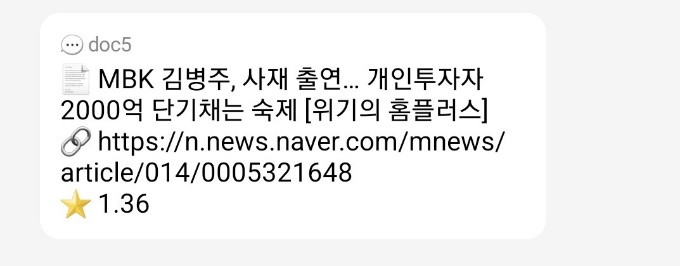 💬 doc5
📄 MBK 김병주, 사재 출연... 개인투자자
2000억 단기채는 숙제 [위기의 홈플러스]
🔗 https://n.news.naver.com/mnews/
article/014/0005321648
⭐ 1.36